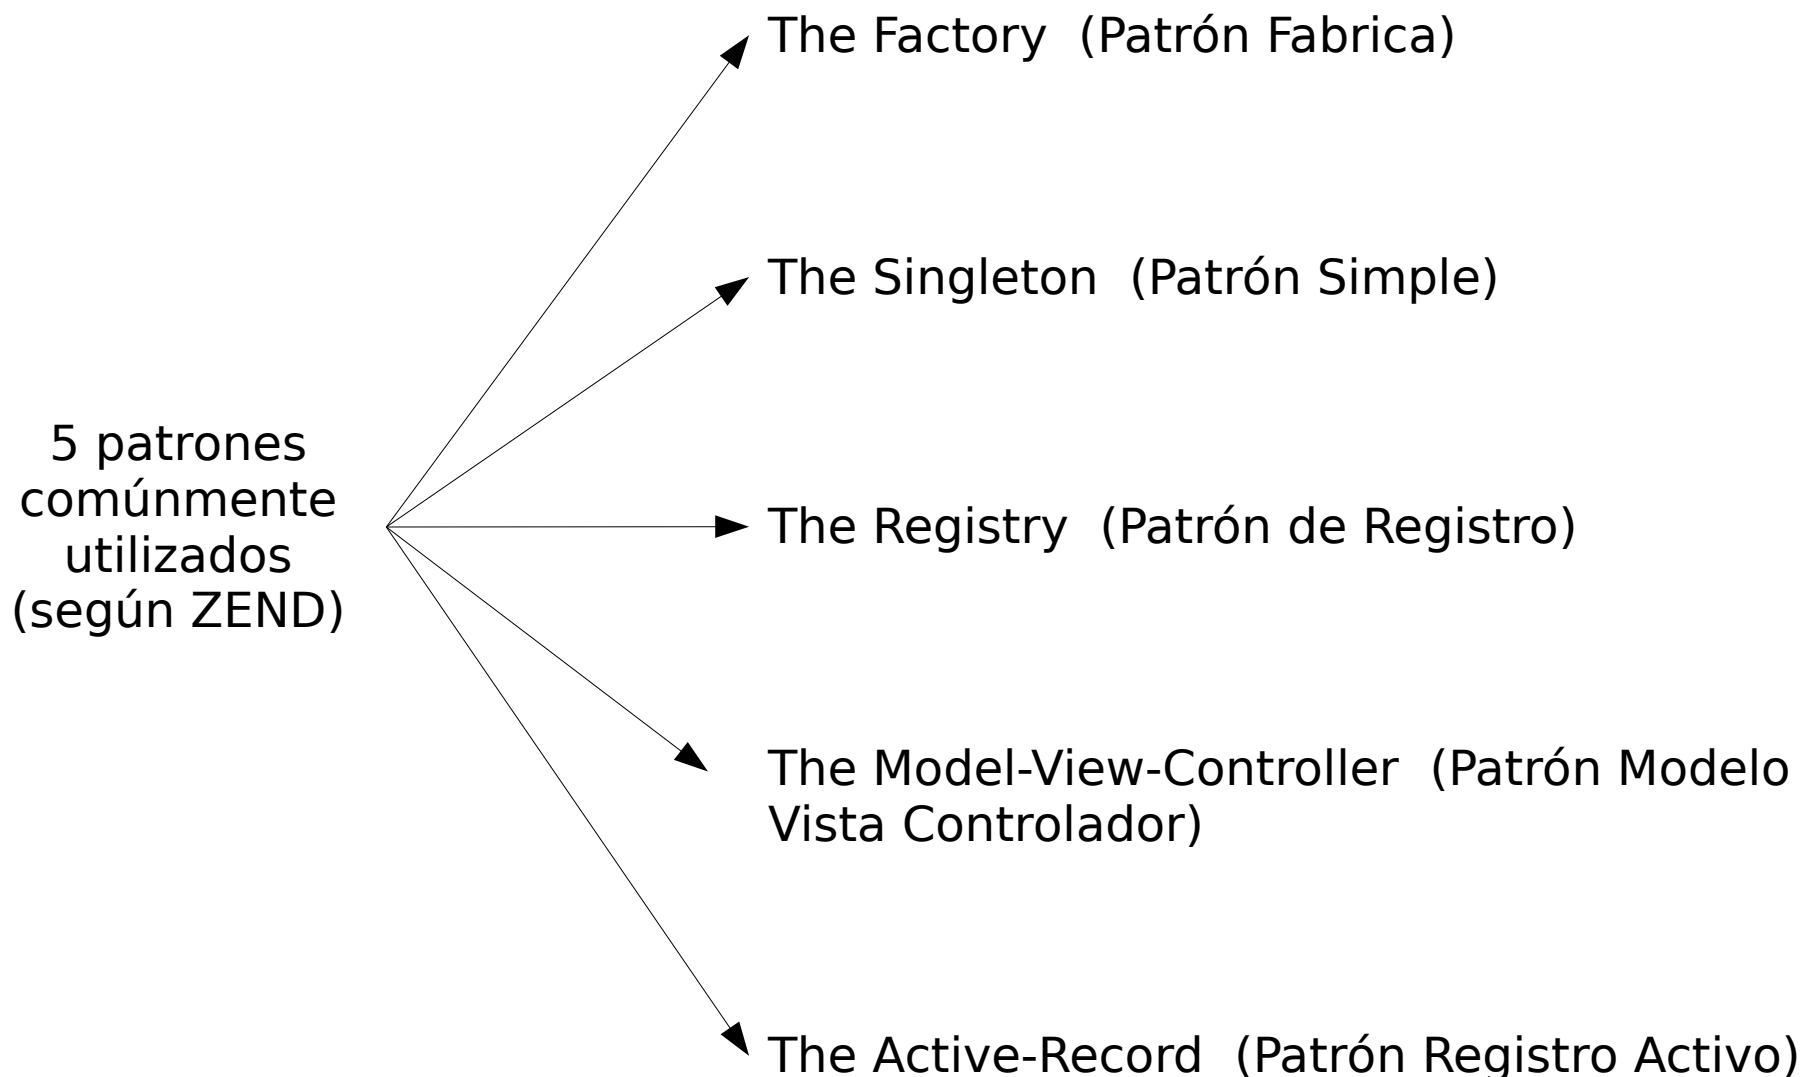 The Factory  (Patrón Fabrica)
The Singleton  (Patrón Simple)
5 patrones
comúnmente
utilizados
(según ZEND)
The Registry  (Patrón de Registro)
The Model-View-Controller  (Patrón Modelo
Vista Controlador)
The Active-Record  (Patrón Registro Activo)